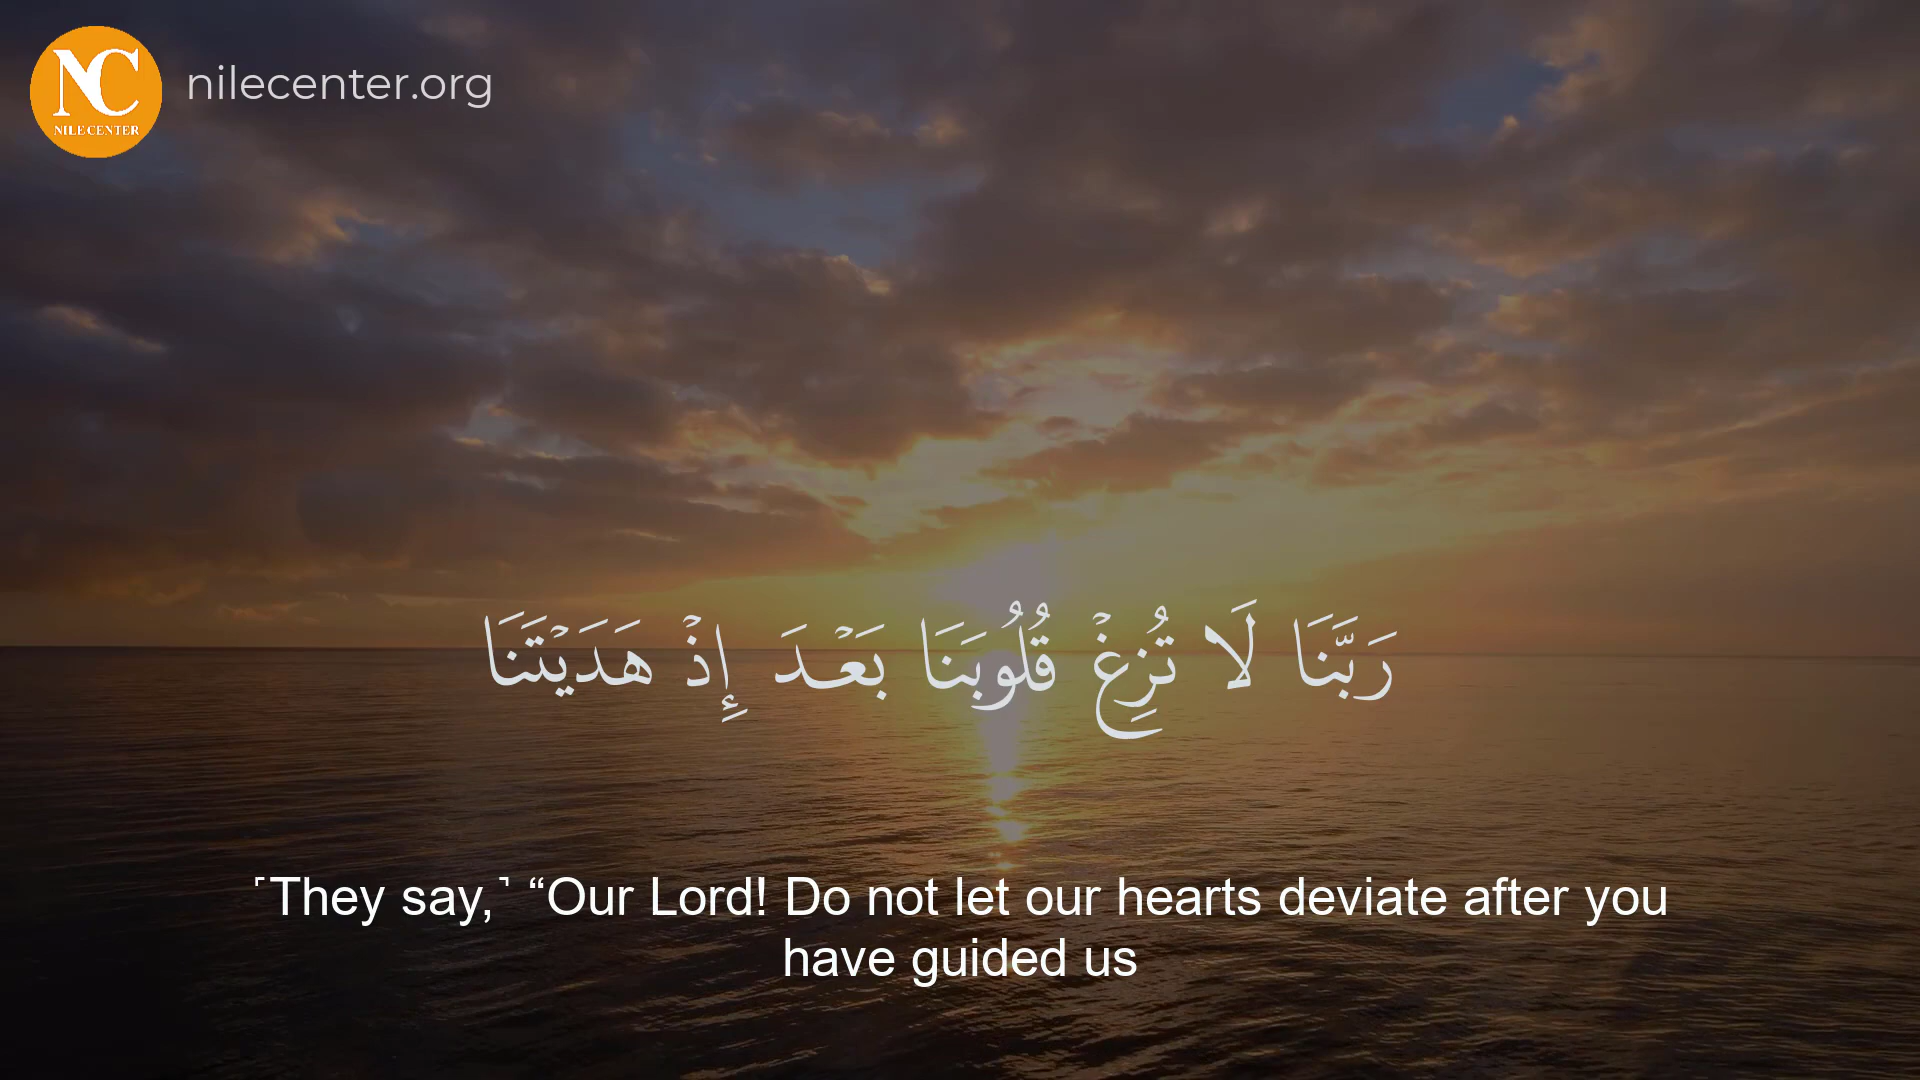 NC
NILE CENTER
nilecenter.org
رَبَّنَا لَا تُزِغۡ قُلُوبَنَا بَعۡدَ إِذۡ هَدَيۡتَنَا
˹They say,˺ “Our Lord! Do not let our hearts deviate after you
have guided us